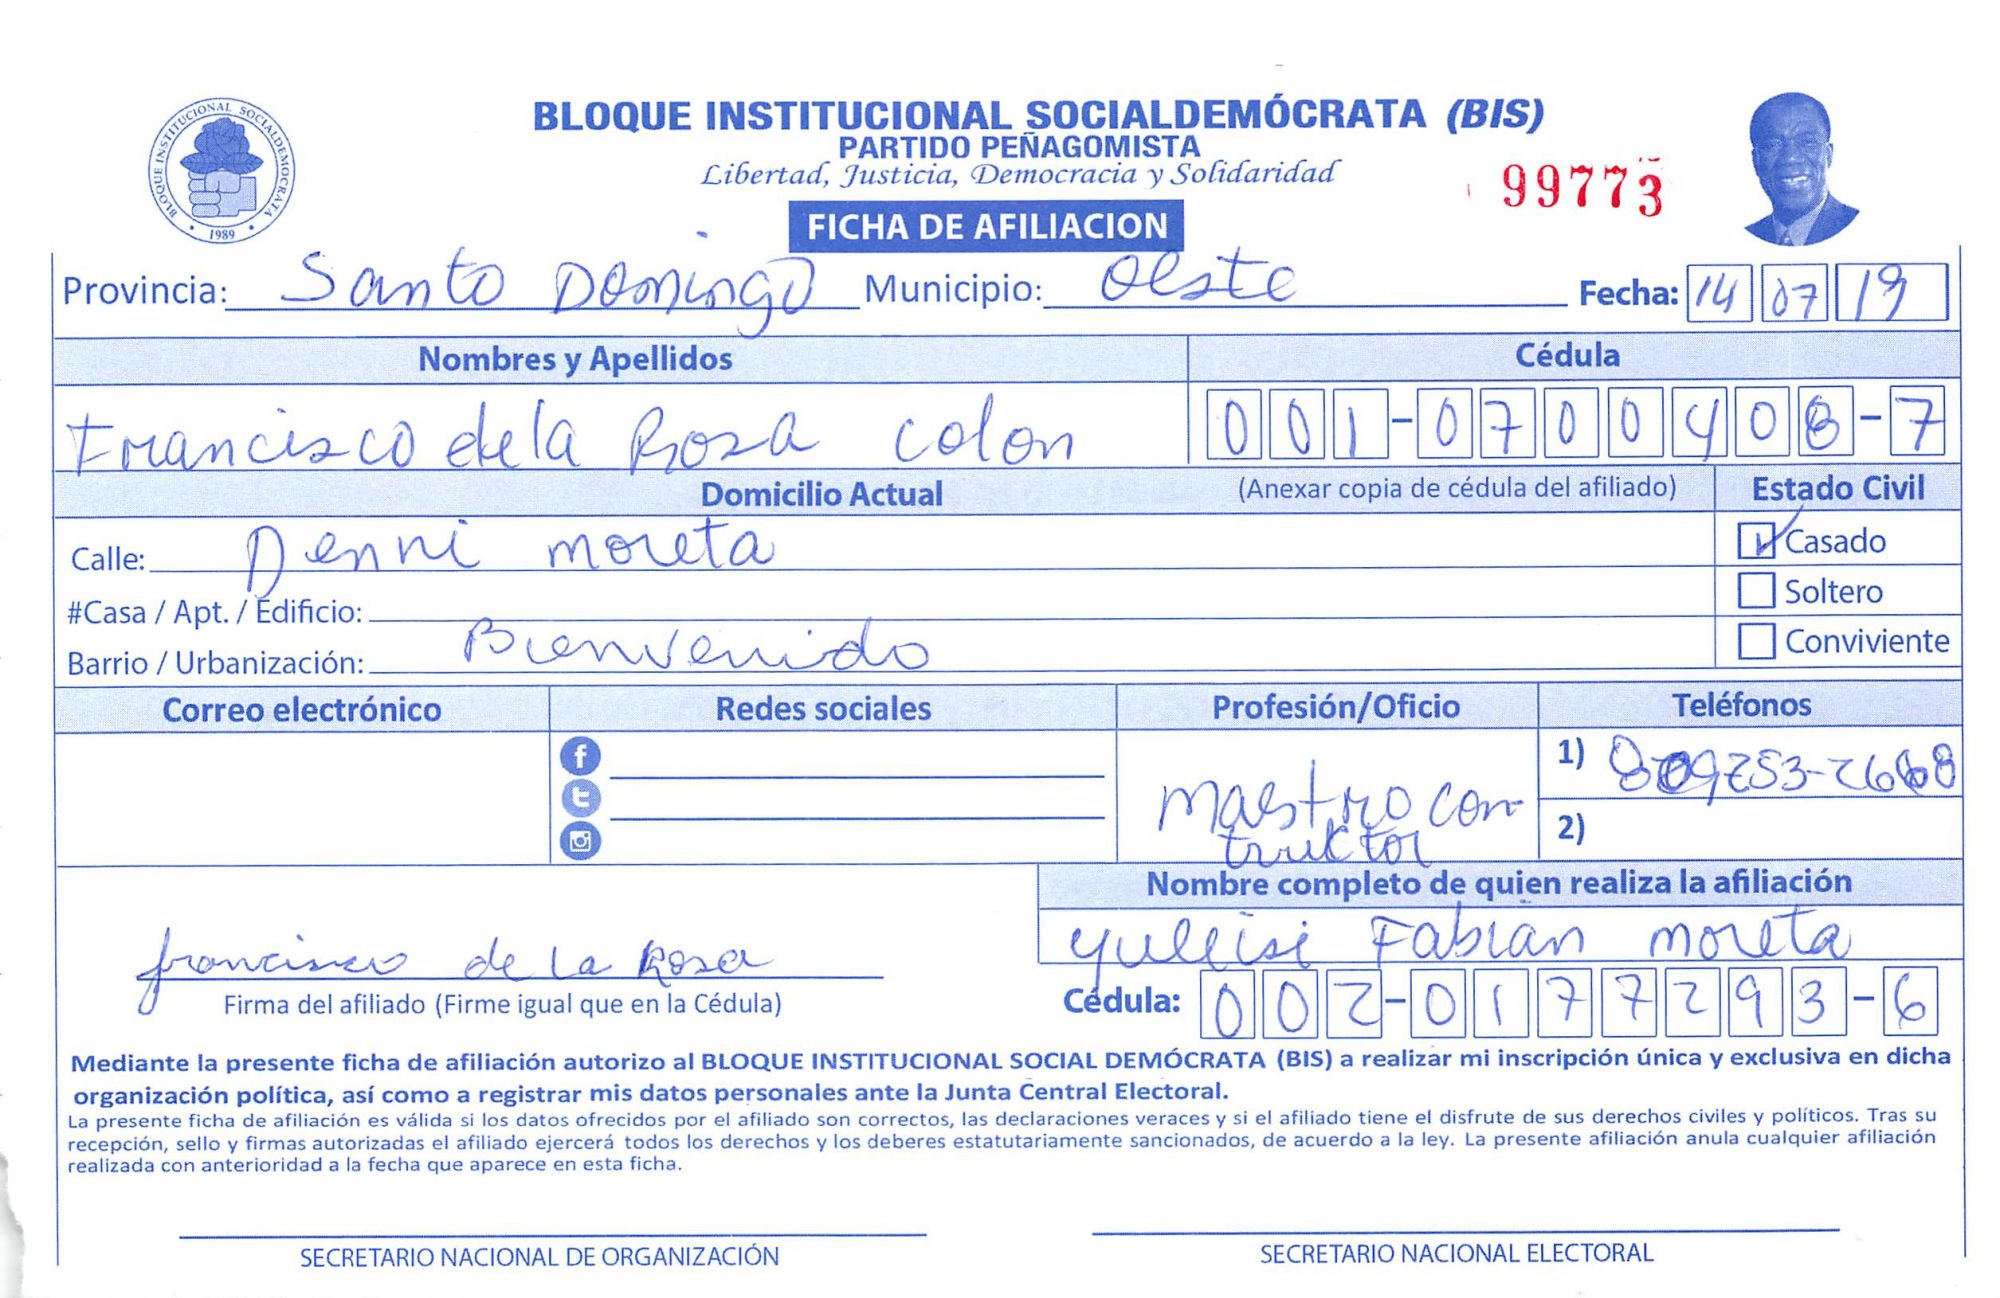 BLOQUE INSTITUCIONAL SOCIALDEMÓCRATA
1989
BLOQUE INSTITUCIONAL SOCIALDEMÓCRATA (BIS)
PARTIDO PEÑAGOMISTA
Libertad, Justicia, Democracia y Solidaridad
99773
FICHA DE AFILIACION
Provincia: Santo Domingo Municipio: Oeste Fecha: 14 07 19
Nombres y Apellidos Cédula
Francisco de la Rosa Colon 001-0700408-7
Domicilio Actual (Anexar copia de cédula del afiliado) Estado Civil
Calle: Denni moreta Casado
#Casa / Apt. / Edificio: Soltero
Barrio / Urbanización: Bienvenido Conviviente
Correo electrónico Redes sociales Profesión/Oficio Teléfonos
1) 809253-2668
maestro con
truktor
2)
Nombre completo de quien realiza la afiliación
yulleisi Fabian moreta
francisco de la Rosa
Firma del afiliado (Firme igual que en la Cédula) Cédula: 002-0177293-6
Mediante la presente ficha de afiliación autorizo al BLOQUE INSTITUCIONAL SOCIAL DEMÓCRATA (BIS) a realizar mi inscripción única y exclusiva en dicha
organización política, así como a registrar mis datos personales ante la Junta Central Electoral.
La presente ficha de afiliación es válida si los datos ofrecidos por el afiliado son correctos, las declaraciones veraces y si el afiliado tiene el disfrute de sus derechos civiles y políticos. Tras su
recepción, sello y firmas autorizadas el afiliado ejercerá todos los derechos y los deberes estatutariamente sancionados, de acuerdo a la ley. La presente afiliación anula cualquier afiliación
realizada con anterioridad a la fecha que aparece en esta ficha.
SECRETARIO NACIONAL DE ORGANIZACIÓN SECRETARIO NACIONAL ELECTORAL